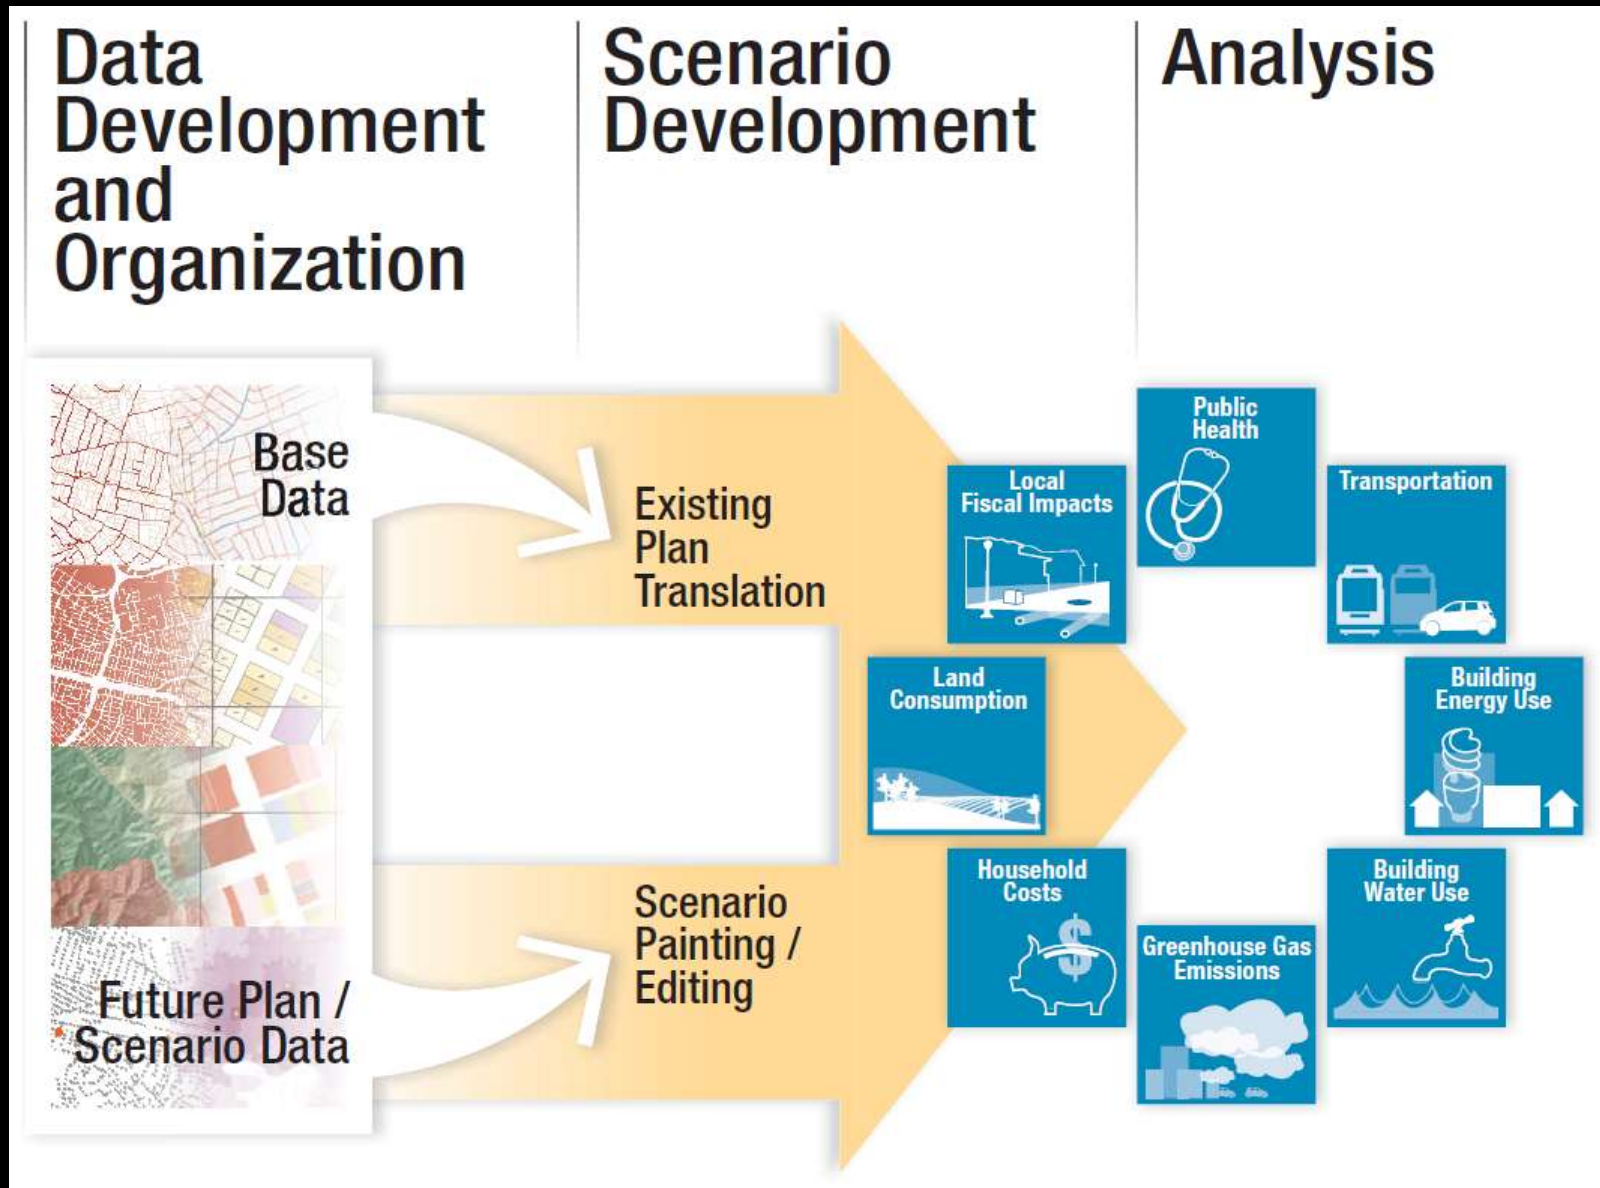 Data
Development
and
Organization
Scenario
Development
Analysis
Base
Data
Future Plan /
Scenario Data
Existing
Plan
Translation
Scenario
Painting /
Editing
Public
Health
Local
Fiscal Impacts
Transportation
Land
Consumption
Building
Energy Use
Household
Costs
$
Building
Water Use
Greenhouse Gas
Emissions